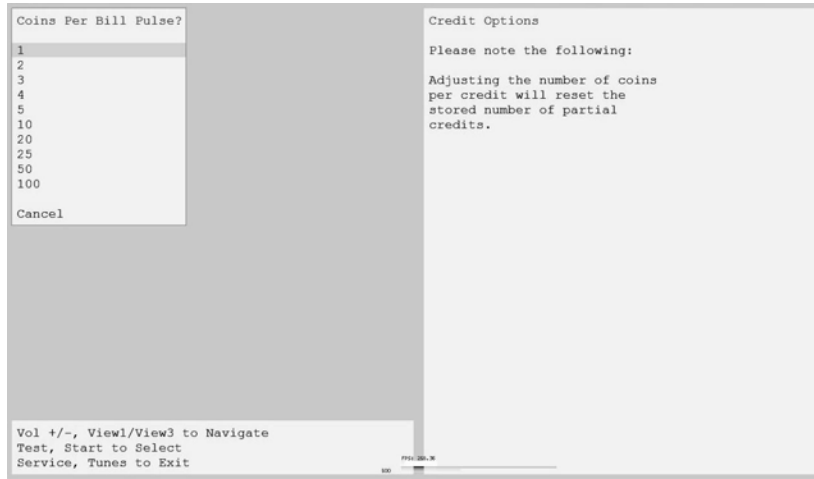 Coins Per Bill Pulse?
1
2
3
4
5
10
20
25
50
100
Cancel
Credit Options
Please note the following:
Adjusting the number of coins
per credit will reset the
stored number of partial
credits.
Vol +/-, View1/View3 to Navigate
Test, Start to Select
Service, Tunes to Exit